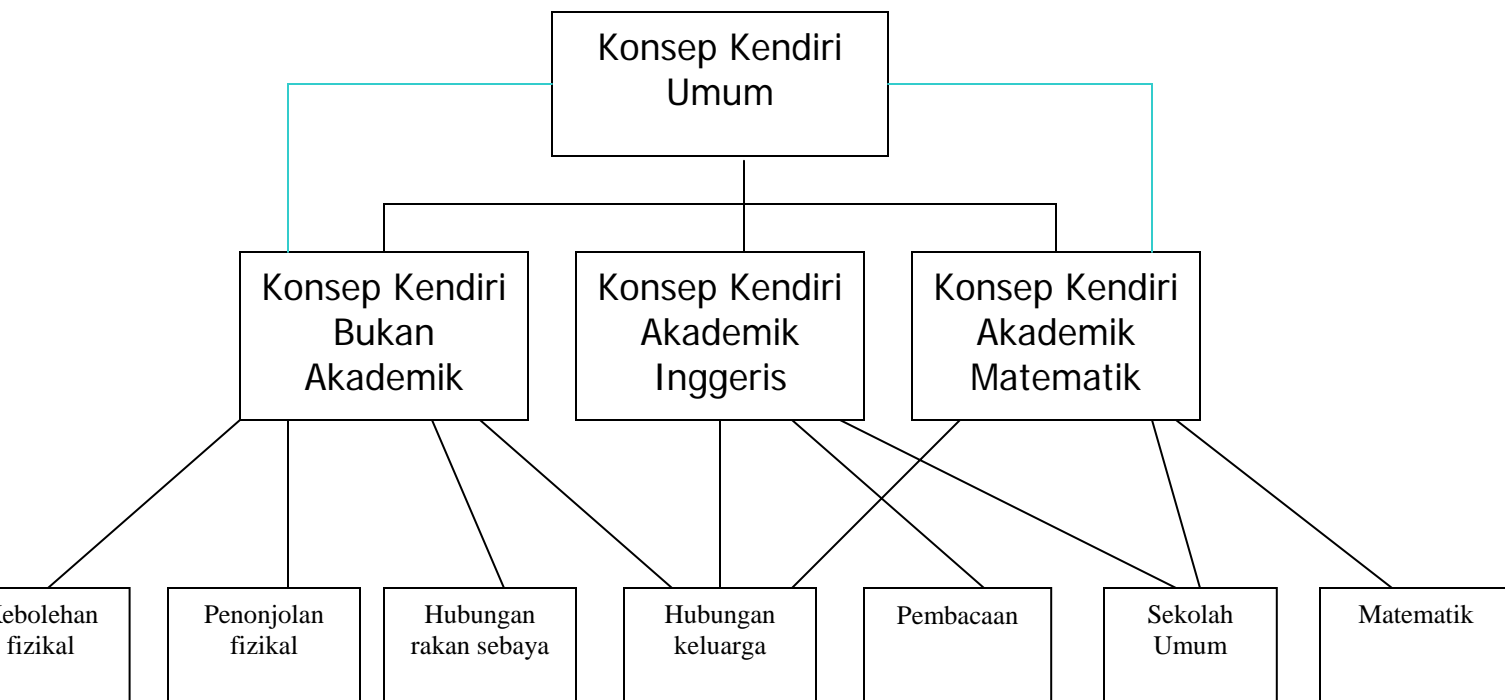 Konsep Kendiri
Umum
Konsep Kendiri
Bukan
Akademik
Konsep Kendiri
Akademik
Inggeris
Konsep Kendiri
Akademik
Matematik
fizikal
Penonjolan
fizikal
Hubungan
rakan sebaya
Hubungan
keluarga
Pembacaan
Sekolah
Umum
Matematik